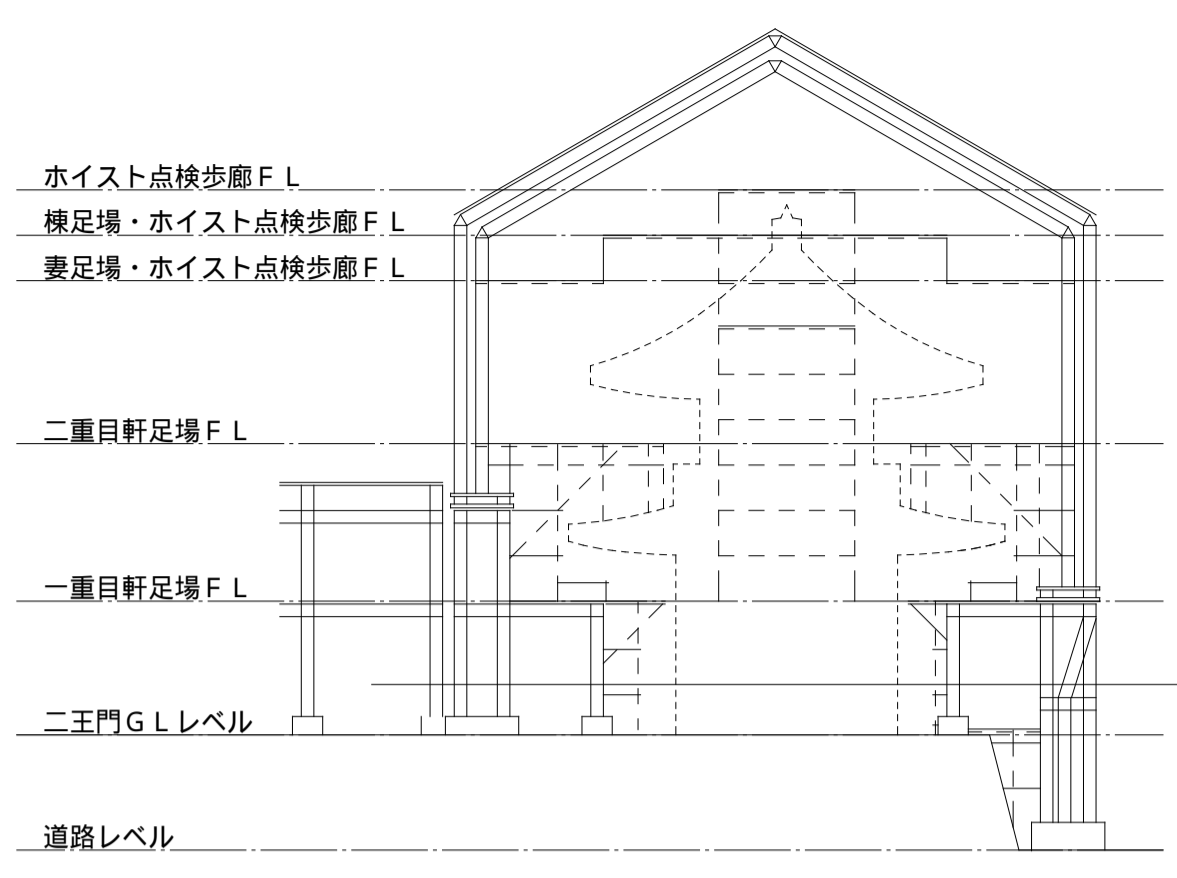 ホイスト点検歩廊ＦＬ
棟足場・ホイスト点検歩廊ＦＬ
妻足場・ホイスト点検歩廊ＦＬ
二重目軒足場ＦＬ
一重目軒足場ＦＬ
二王門ＧＬレベル
道路レベル